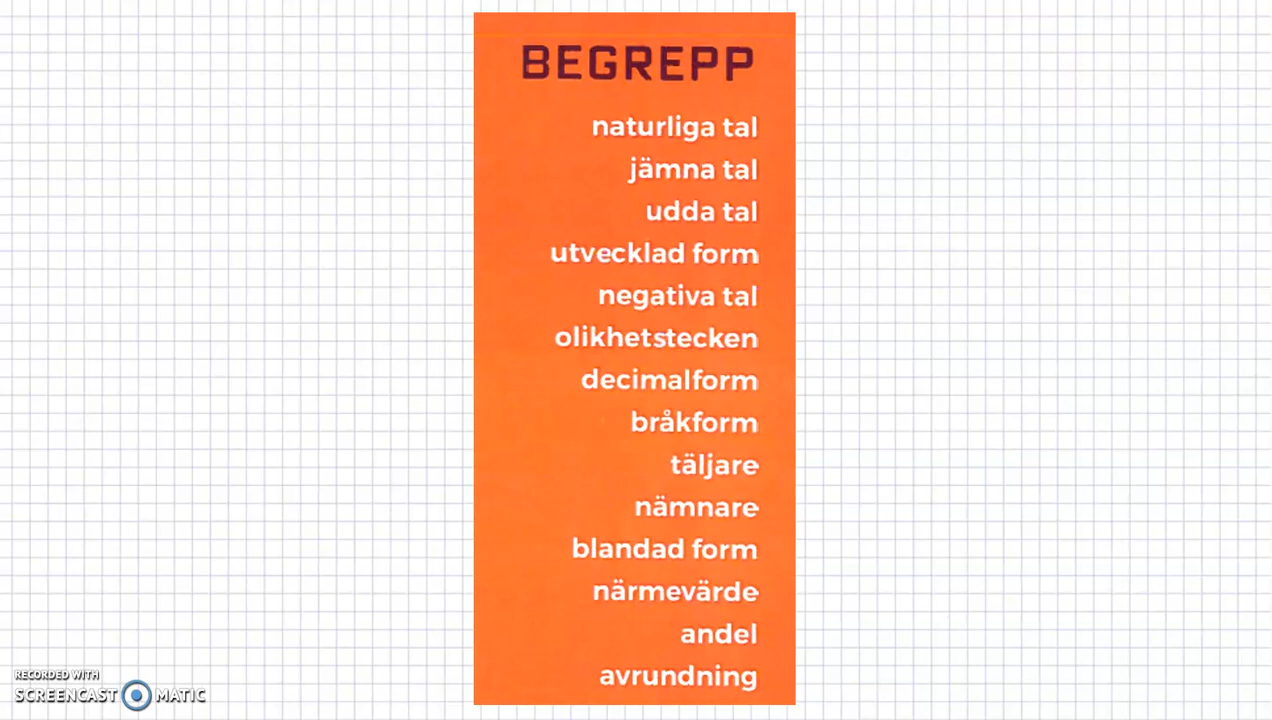 BEGREPP
naturliga tal
jämna tal
udda tal
utvecklad form
negativa tal
olikhetstecken
decimalform
bråkform
täljare
nämnare
blandad form
närmevärde
andel
avrundning
RECORDED WITH
SCREENCAST MATIC